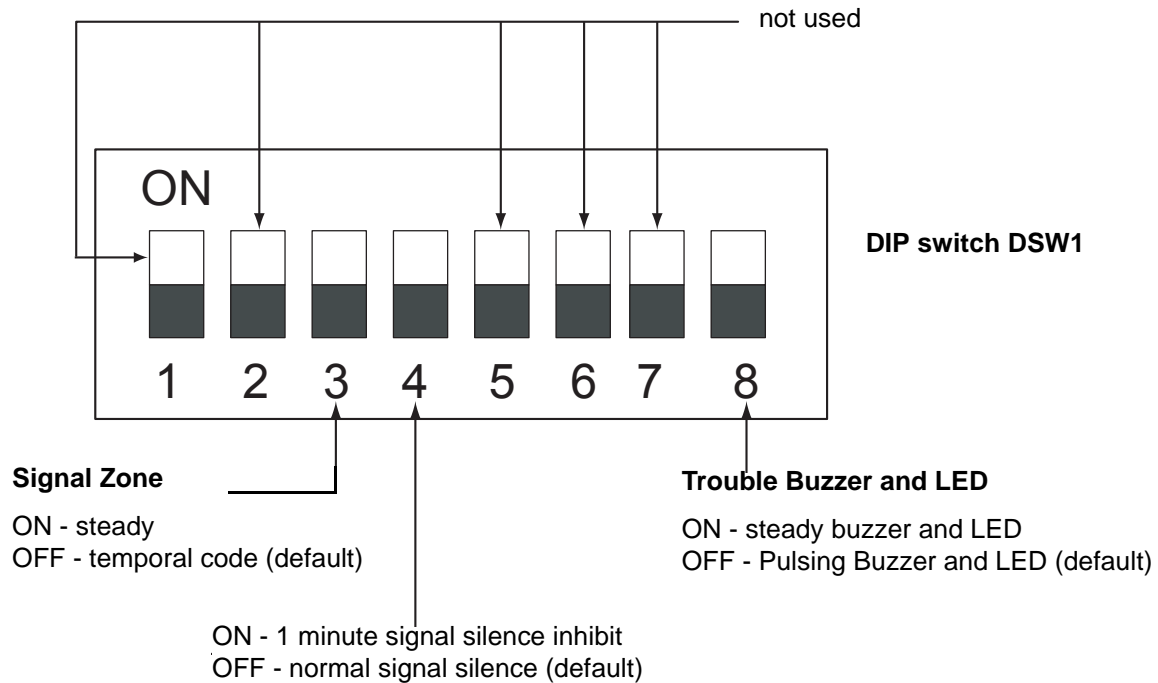 not used
ON
DIP switch DSW1
1 2 3 4 5 6 7 8
Signal Zone
ON - steady
OFF - temporal code (default)
Trouble Buzzer and LED
ON - steady buzzer and LED
OFF - Pulsing Buzzer and LED (default)
ON - 1 minute signal silence inhibit
OFF - normal signal silence (default)